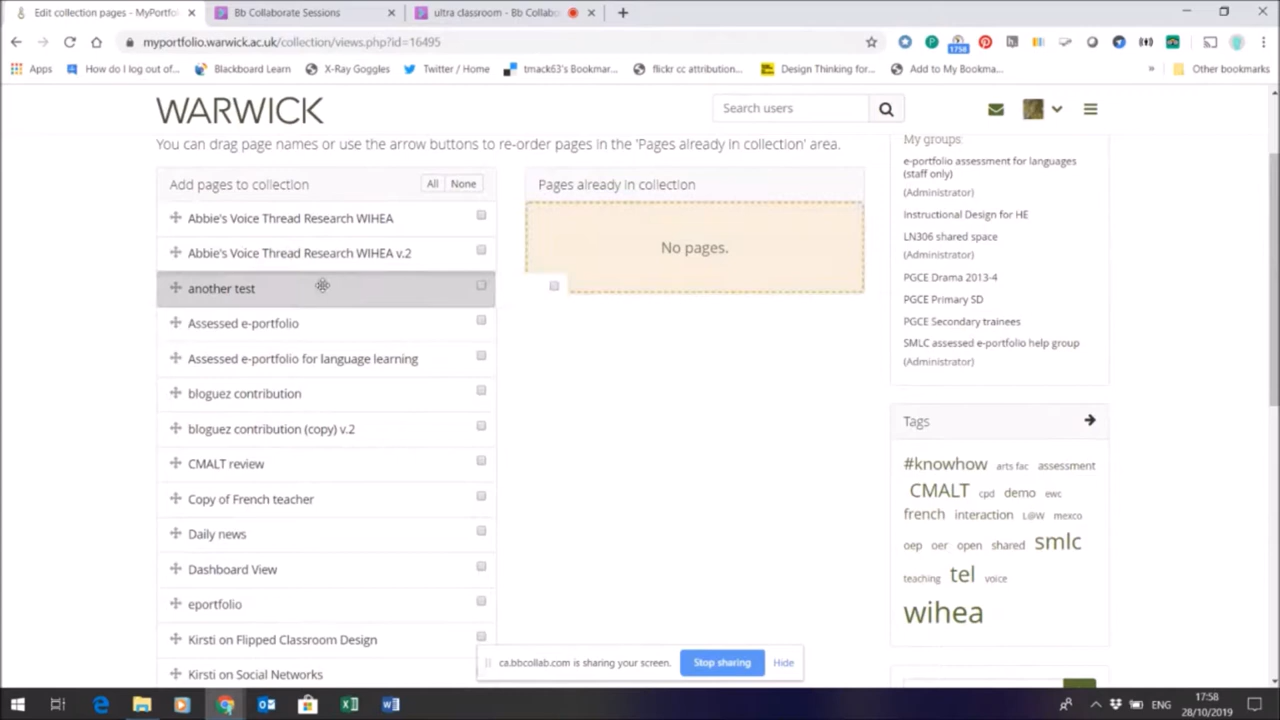 Edit collection pages - MyPortfo
Bb Collaborate Sessions
ultra classroom - Bb Collabo
myportfolio.warwick.ac.uk/collection/views.php?id=16495
1758
Apps
How do I log out of...
Blackboard Learn
X-Ray Goggles
Twitter / Home
tmack63's Bookmar...
flickr cc attribution...
Design Thinking for...
Add to My Bookma...
»
Other bookmarks
WARWICK
Search users
You can drag page names or use the arrow buttons to re-order pages in the 'Pages already in collection' area.
Add pages to collection
All
None
Abbie's Voice Thread Research WIHEA
Abbie's Voice Thread Research WIHEA v.2
another test
Assessed e-portfolio
Assessed e-portfolio for language learning
bloguez contribution
bloguez contribution (copy) v.2
CMALT review
Copy of French teacher
Daily news
Dashboard View
eportfolio
Kirsti on Flipped Classroom Design
Kirsti on Social Networks
Pages already in collection
No pages.
My groups:
e-portfolio assessment for languages
(staff only)
(Administrator)
Instructional Design for HE
LN306 shared space
(Administrator)
PGCE Drama 2013-4
PGCE Primary SD
PGCE Secondary trainees
SMLC assessed e-portfolio help group
(Administrator)
Tags
#knowhow arts fac assessment
CMALT cpd demo ewc
french interaction L@W mexco
oep oer open shared smlc
teaching tel voice
wihea
ca.bbcollab.com is sharing your screen.
Stop sharing
Hide
ENG
17:58
28/10/2019